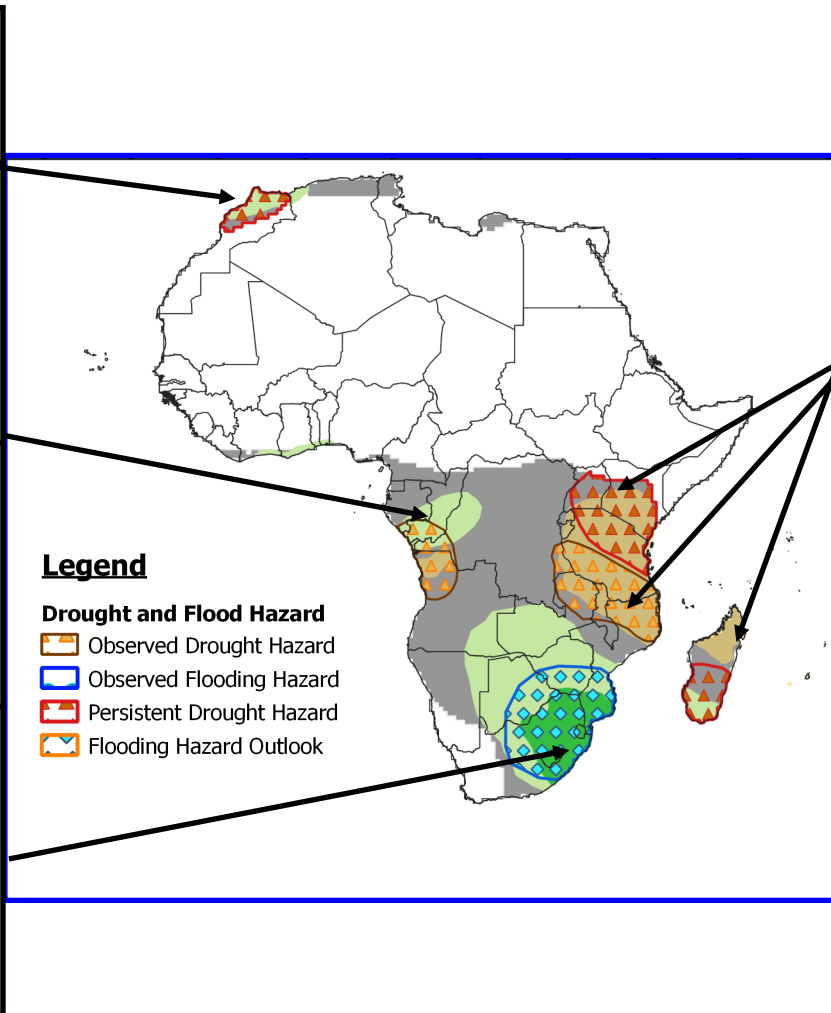 Legend
Drought and Flood Hazard
Observed Drought Hazard
Observed Flooding Hazard
Persistent Drought Hazard
Flooding Hazard Outlook